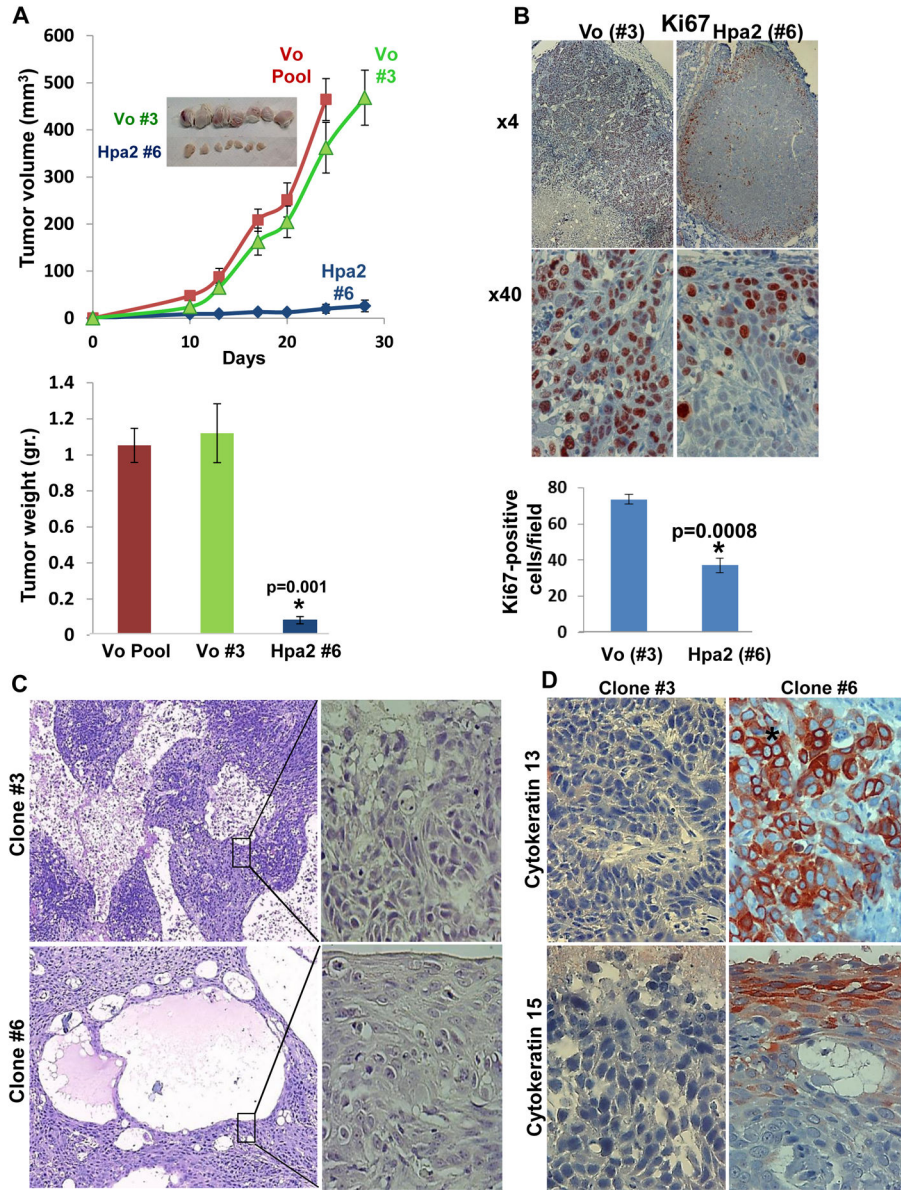 A
Tumor volume (mm³)
600
500
400
300
200
100
0
Vo
Pool
Vo
#3
Vo #3
Hpa2 #6
Hpa2
#6
0
10
20
30
Days
Tumor weight (gr.)
1.4
1.2
1
0.8
0.6
0.4
0.2
0
p=0.001
*
Vo Pool
Vo #3
Hpa2 #6
B
Ki67
Vo (#3)
Hpa2 (#6)
x4
x40
Ki67-positive
cells/field
80
60
40
20
0
p=0.0008
*
Vo (#3)
Hpa2 (#6)
C
Clone #3
Clone #6
D
Clone #3
Clone #6
Cytokeratin 13
*
Cytokeratin 15